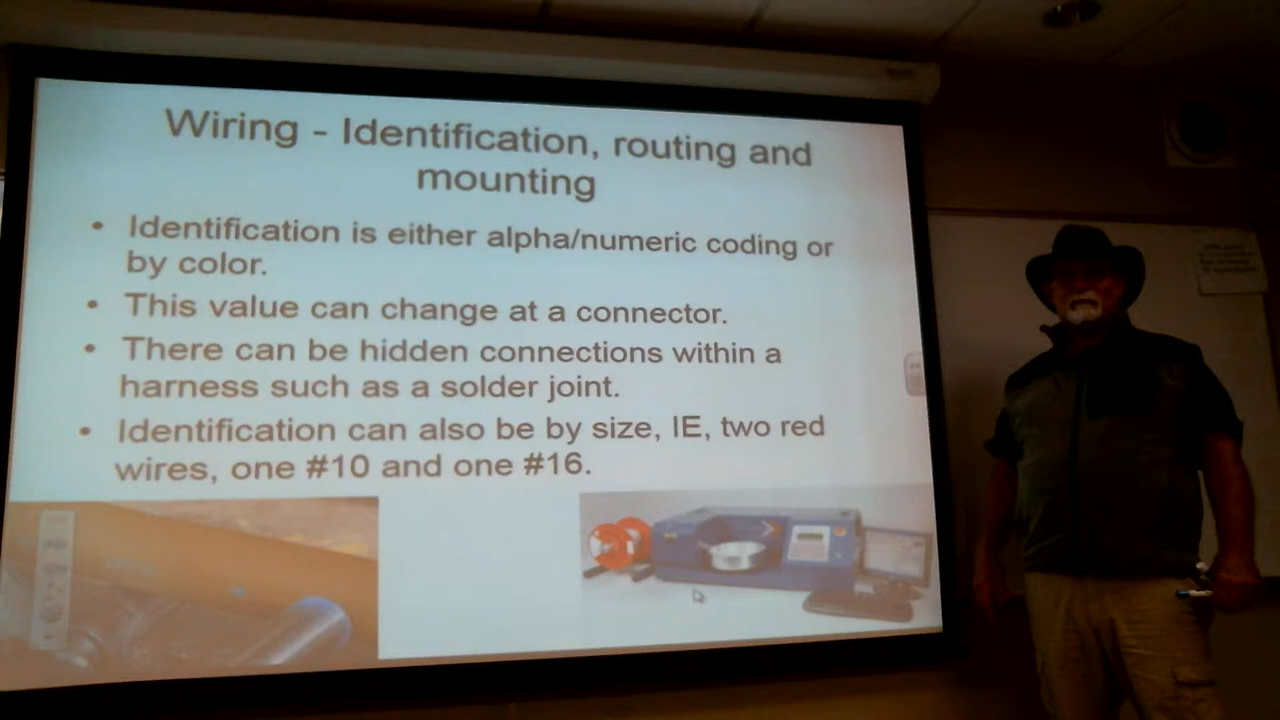 Wiring - Identification, routing and
mounting
• Identification is either alpha/numeric coding or
by color.
• This value can change at a connector.
• There can be hidden connections within a
harness such as a solder joint.
• Identification can also be by size, IE, two red
wires, one #10 and one #16.